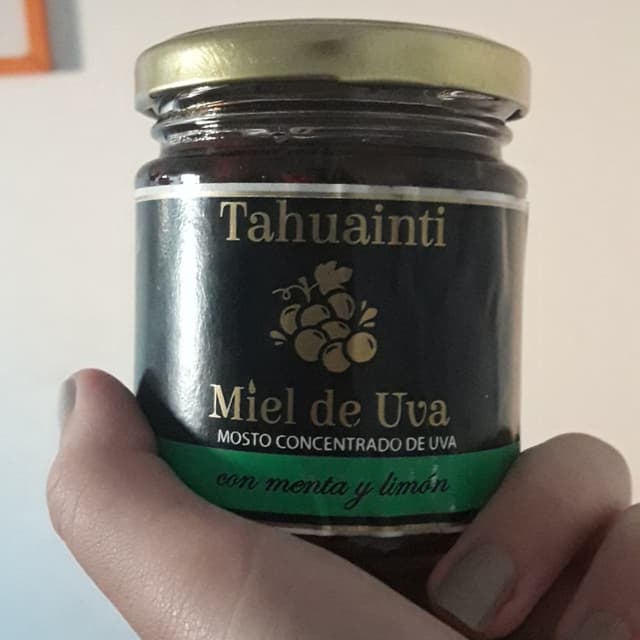 Tahuainti
Miel de Uva
MOSTO CONCENTRADO DE UVA
con menta y limón